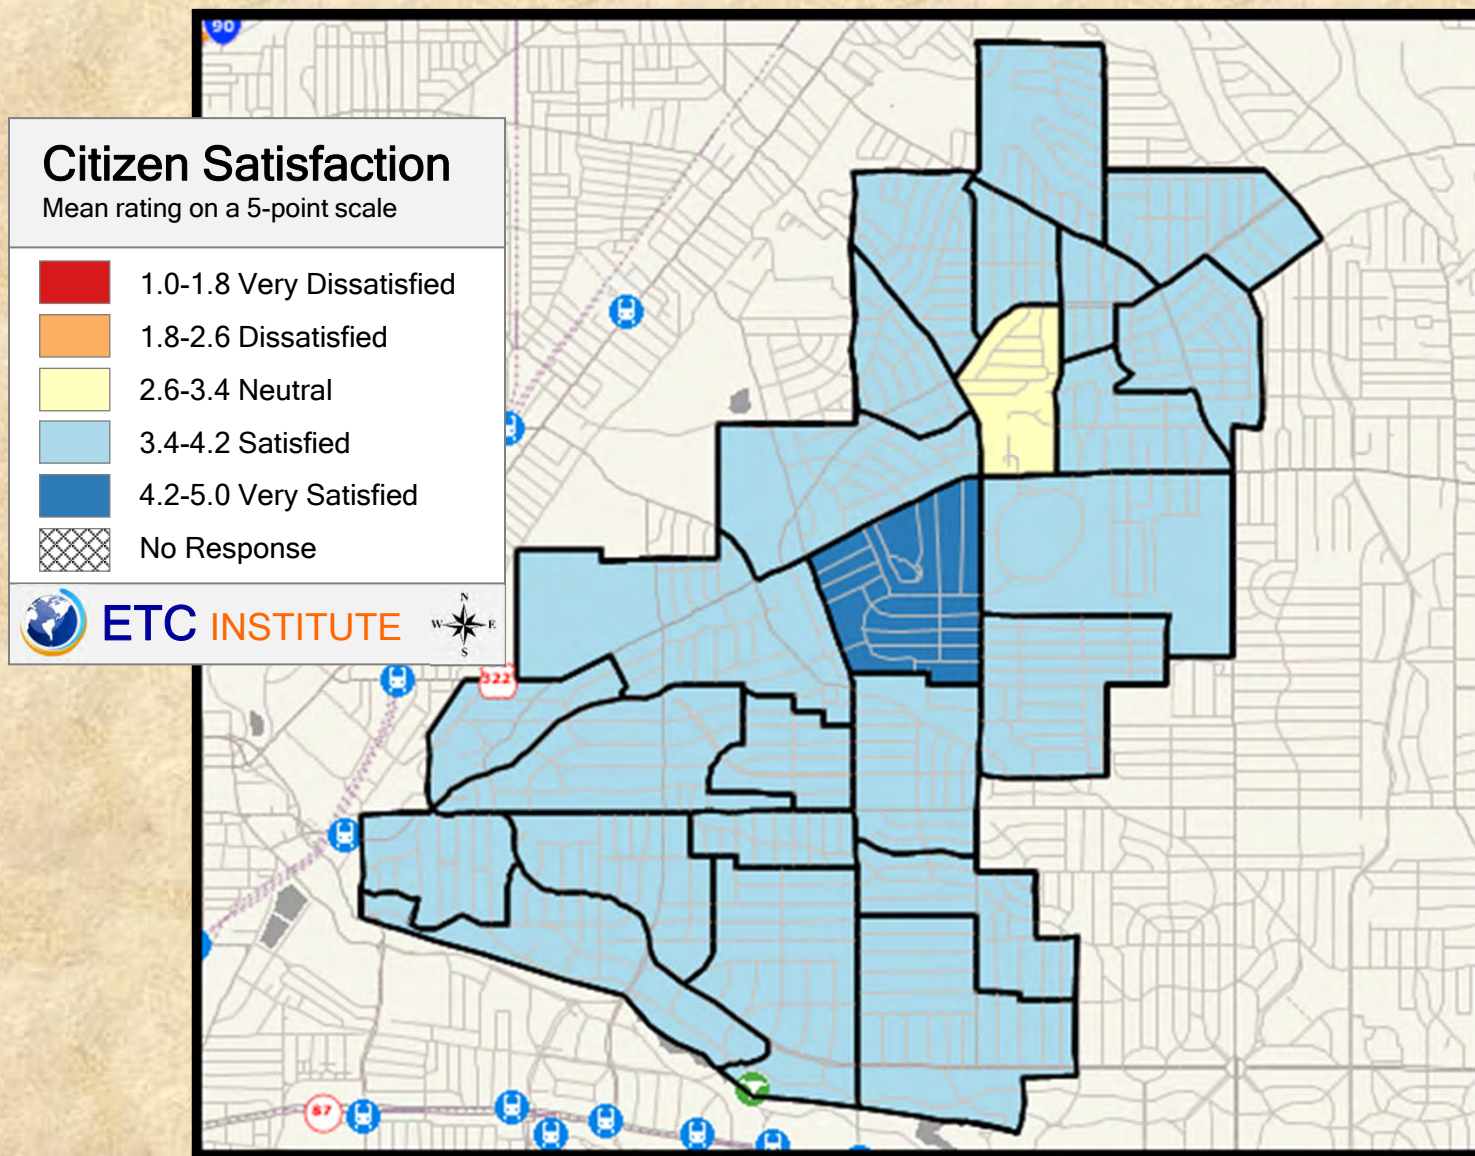 90
Citizen Satisfaction
Mean rating on a 5-point scale
1.0-1.8 Very Dissatisfied
1.8-2.6 Dissatisfied
2.6-3.4 Neutral
3.4-4.2 Satisfied
4.2-5.0 Very Satisfied
No Response
ETC INSTITUTE
N
W E
S
322
87